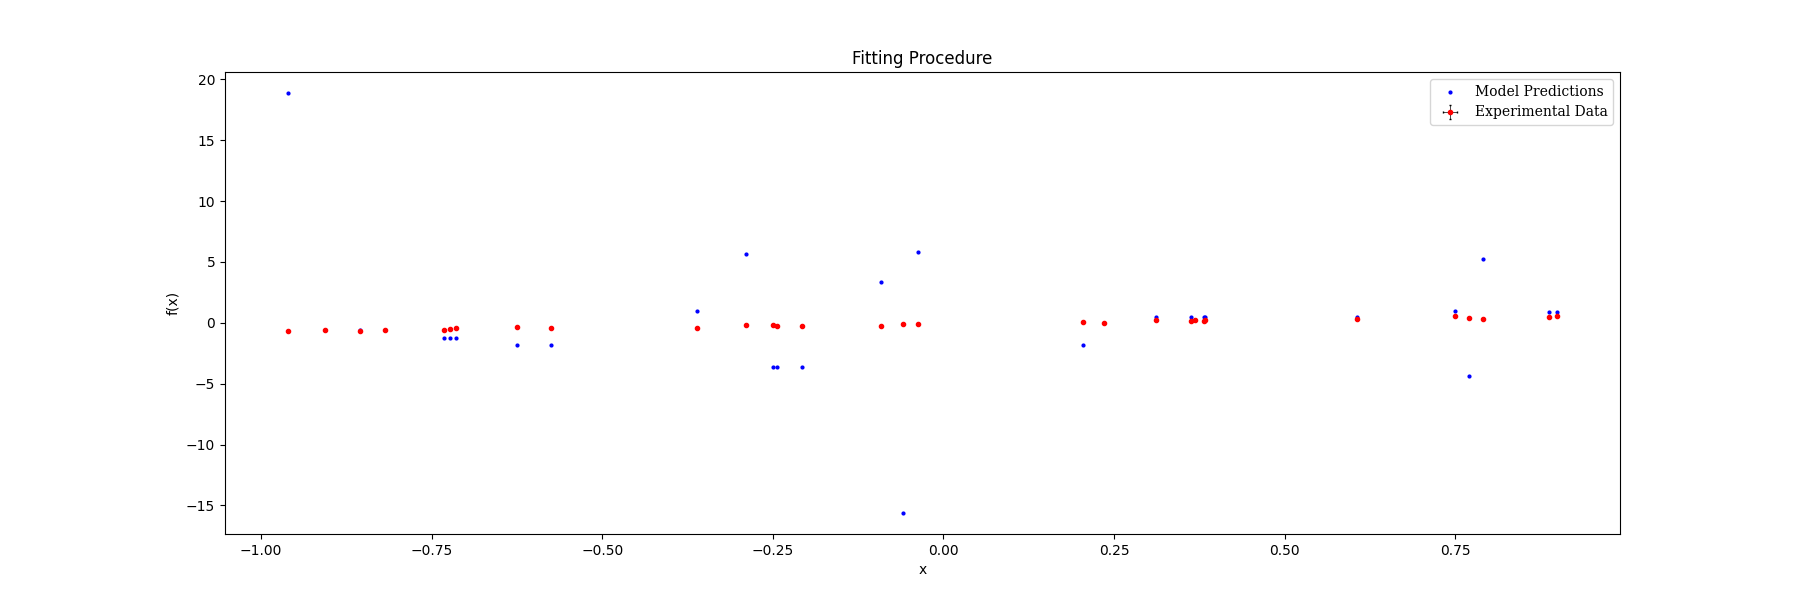 Fitting Procedure
20
15
10
5
0
−5
−10
−15
f(x)
Model Predictions
Experimental Data
−1.00 −0.75 −0.50 −0.25 0.00 0.25 0.50 0.75
x